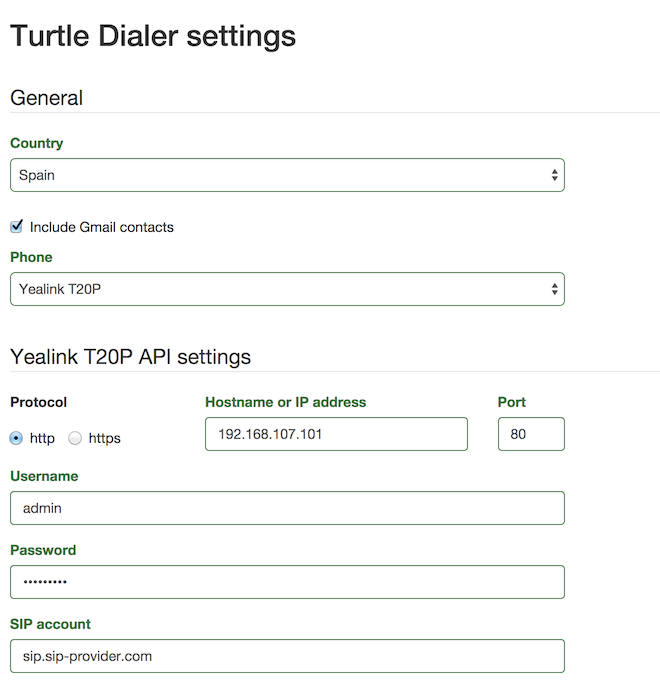 Turtle Dialer settings
General
Country
Spain
Include Gmail contacts
Phone
Yealink T20P
Yealink T20P API settings
Protocol Hostname or IP address Port
http https 192.168.107.101 80
Username
admin
Password
•••••••••
SIP account
sip.sip-provider.com